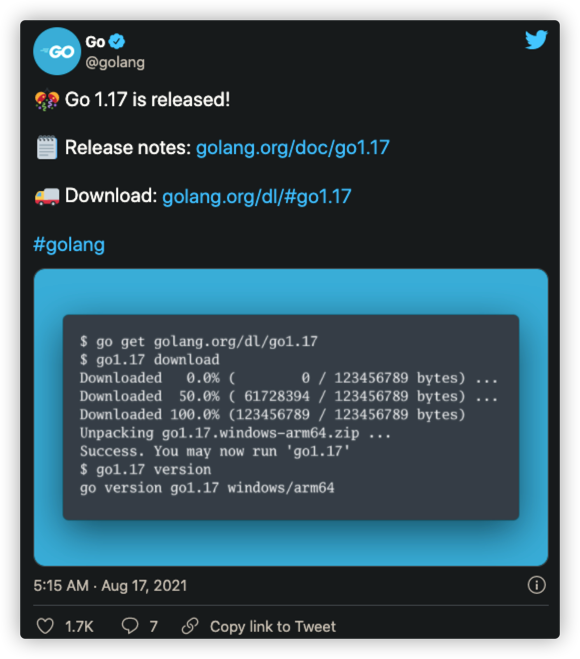 GO
Go
@golang
Go 1.17 is released!
Release notes: golang.org/doc/go1.17
Download: golang.org/dl/#go1.17
#golang
$ go get golang.org/dl/go1.17
$ go1.17 download
Downloaded   0.0% (        0 / 123456789 bytes) ...
Downloaded  50.0% ( 61728394 / 123456789 bytes) ...
Downloaded 100.0% (123456789 / 123456789 bytes)
Unpacking go1.17.windows-arm64.zip ...
Success. You may now run 'go1.17'
$ go1.17 version
go version go1.17 windows/arm64
5:15 AM · Aug 17, 2021
1.7K 7 Copy link to Tweet